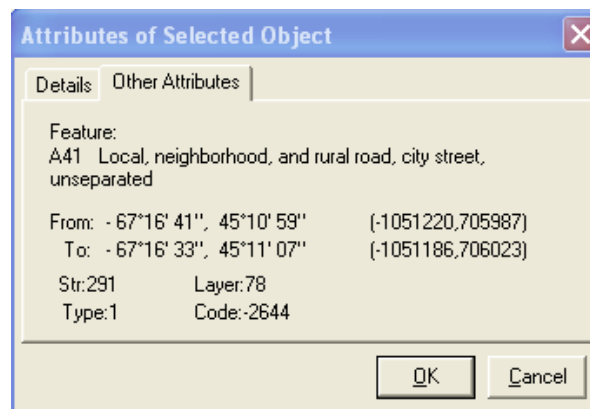 Attributes of Selected Object
Details Other Attributes
Feature:
A41 Local, neighborhood, and rural road, city street,
unseparated
From: - 67°16' 41'', 45°10' 59'' (-1051220,705987)
To: - 67°16' 33'', 45°11' 07'' (-1051186,706023)
Str:291 Layer:78
Type:1 Code:-2644
OK Cancel